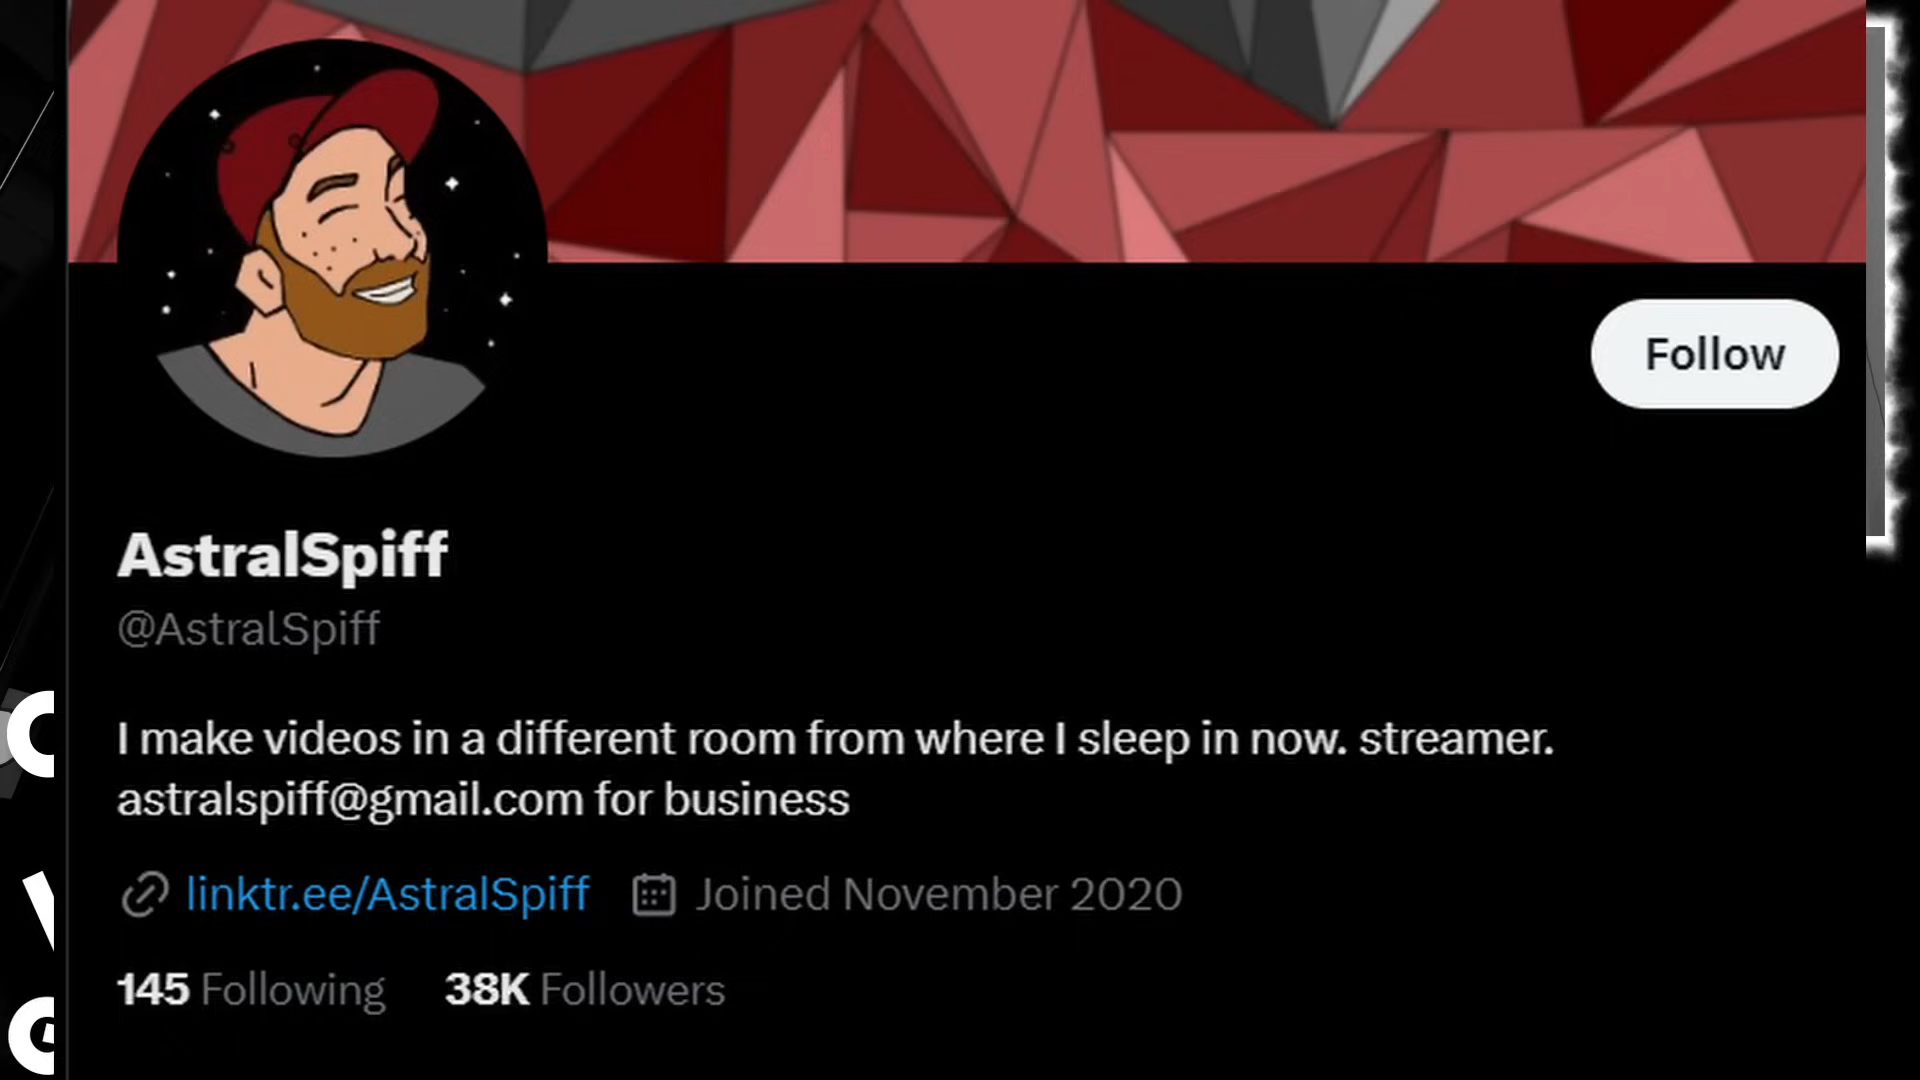 Follow
AstralSpiff
@AstralSpiff
I make videos in a different room from where I sleep in now. streamer.
astralspiff@gmail.com for business
linktr.ee/AstralSpiff Joined November 2020
145 Following 38K Followers